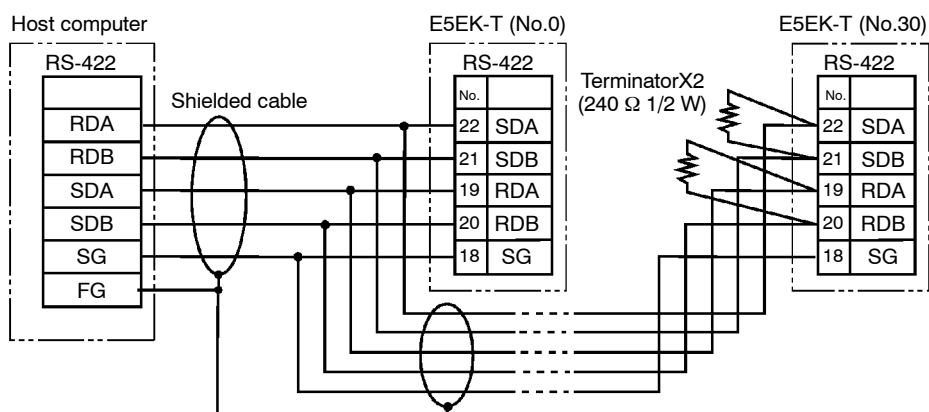 Host computer
RS-422
RDA
RDB
SDA
SDB
SG
FG
Shielded cable
E5EK-T (No.0)
RS-422
No.
22 SDA
21 SDB
19 RDA
20 RDB
18 SG
TerminatorX2
(240 Ω 1/2 W)
E5EK-T (No.30)
RS-422
No.
22 SDA
21 SDB
19 RDA
20 RDB
18 SG